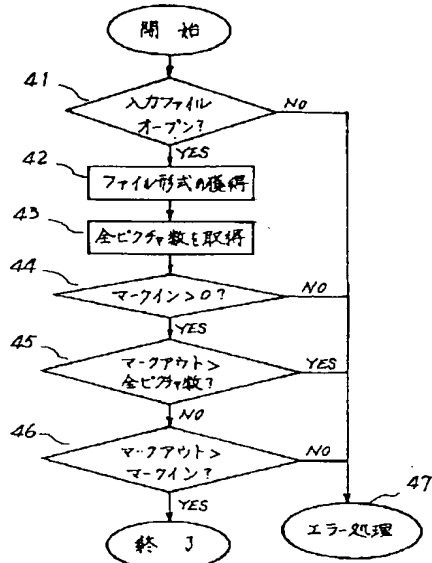 開始
41
入力ファイル
オープン?
NO
YES
42
ファイル形式の獲得
43
全ピクチャ数を取得
44
マークイン>0?
NO
YES
45
マークアウト>
全ピクチャ数?
YES
NO
46
マークアウト>
マークイン?
NO
YES
47
終了
エラー処理